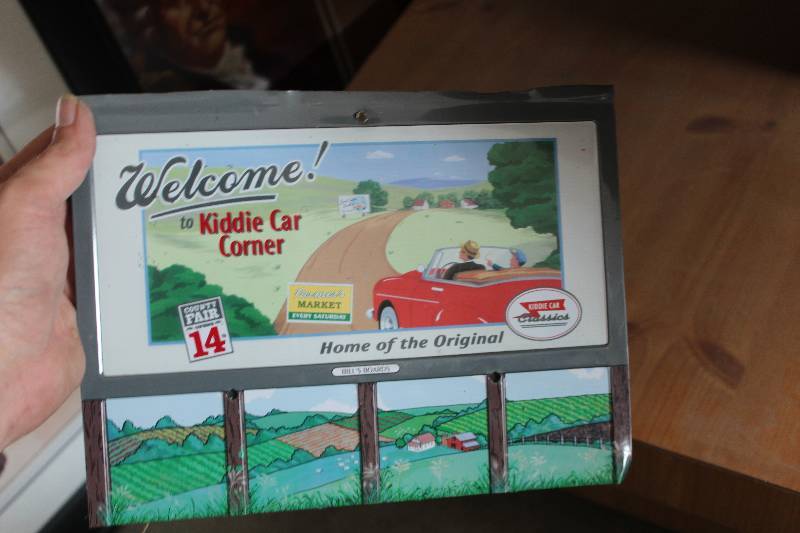 Welcome!
to Kiddie Car
Corner
MARKET
EVERY SATURDAY
COUNTY
FAIR
14
KIDDIE CAR
Classics
Home of the Original
BILL'S BOARDS